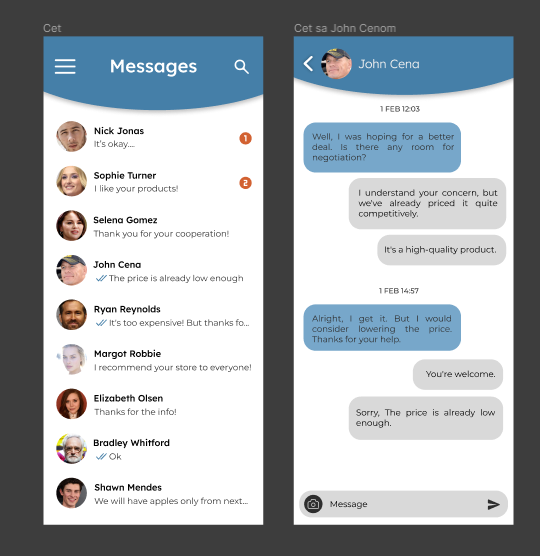 Cet
Messages
Nick Jonas
It's okay....
1
Sophie Turner
I like your products!
2
Selena Gomez
Thank you for your cooperation!
John Cena
The price is already low enough
Ryan Reynolds
It's too expensive! But thanks fo...
Margot Robbie
I recommend your store to everyone!
Elizabeth Olsen
Thanks for the info!
Bradley Whitford
Ok
Shawn Mendes
We will have apples only from next...
Cet sa John Cenom
John Cena
1 FEB 12:03
Well, I was hoping for a better
deal. Is there any room for
negotiation?
I understand your concern, but
we've already priced it quite
competitively.
It's a high-quality product.
1 FEB 14:57
Alright, I get it. But I would
consider lowering the price.
Thanks for your help.
You're welcome.
Sorry, The price is already low
enough.
Message